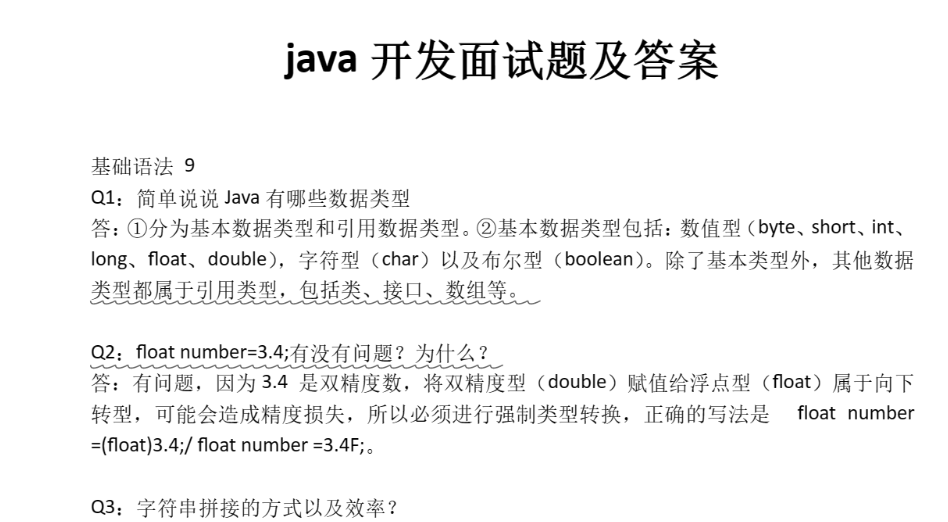 java 开发面试题及答案
基础语法 9
Q1：简单说说 Java 有哪些数据类型
答：①分为基本数据类型和引用数据类型。②基本数据类型包括：数值型（byte、short、int、
long、float、double），字符型（char）以及布尔型（boolean）。除了基本类型外，其他数据
类型都属于引用类型，包括类、接口、数组等。
Q2：float number=3.4;有没有问题？为什么？
答：有问题，因为 3.4 是双精度数，将双精度型（double）赋值给浮点型（float）属于向下
转型，可能会造成精度损失，所以必须进行强制类型转换，正确的写法是 float number
=(float)3.4;/ float number =3.4F;。
Q3：字符串拼接的方式以及效率？